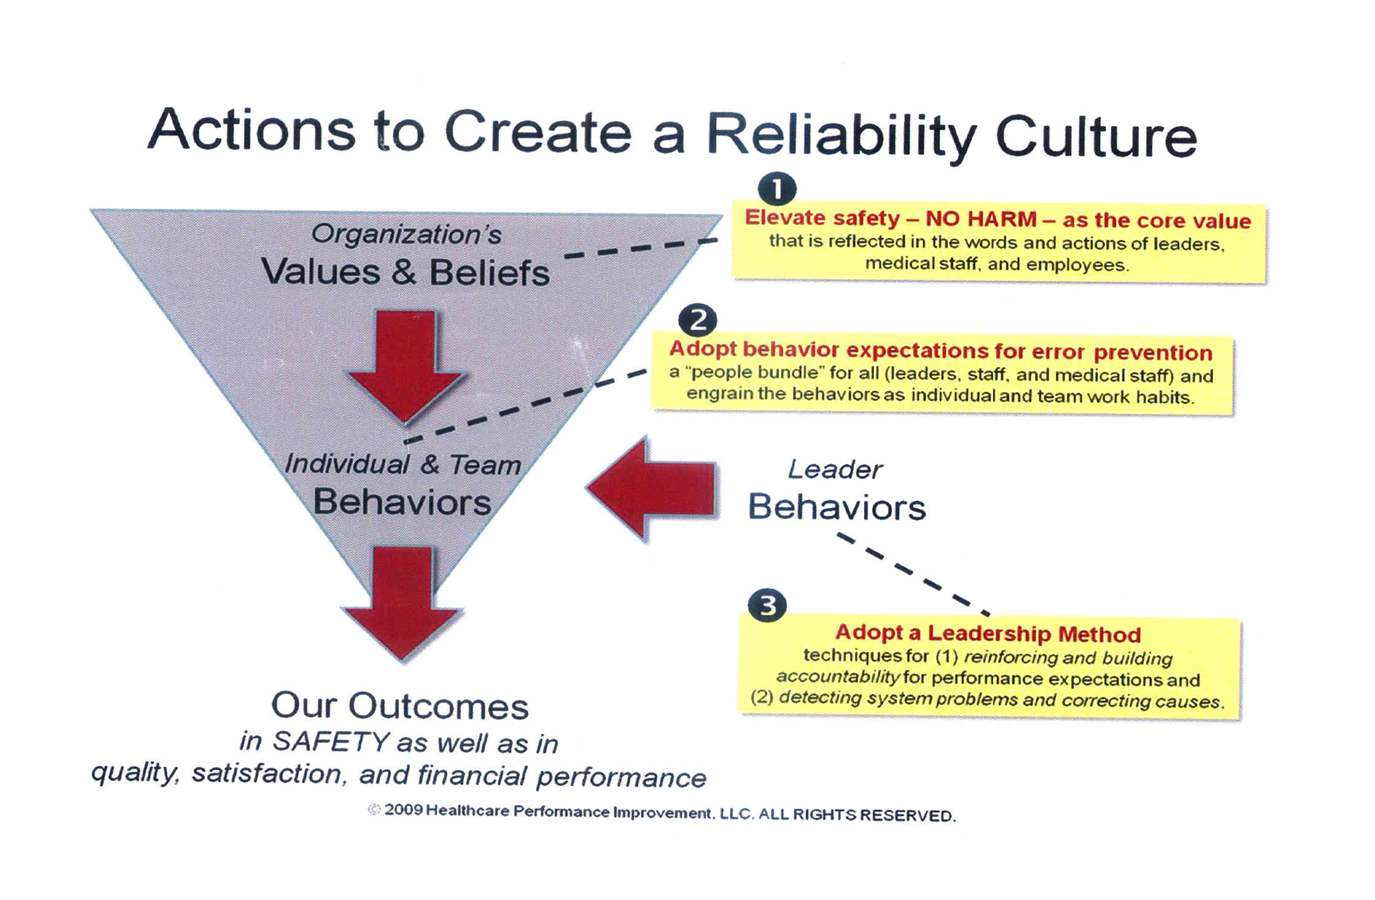 Actions to Create a Reliability Culture
Organization's
Values & Beliefs
1
Elevate safety – NO HARM – as the core value
that is reflected in the words and actions of leaders,
medical staff, and employees.
2
Adopt behavior expectations for error prevention
a "people bundle" for all (leaders, staff, and medical staff) and
engrain the behaviors as individual and team work habits.
Individual & Team
Behaviors
Leader
Behaviors
3
Adopt a Leadership Method
techniques for (1) reinforcing and building
accountability for performance expectations and
(2) detecting system problems and correcting causes.
Our Outcomes
in SAFETY as well as in
quality, satisfaction, and financial performance
© 2009 Healthcare Performance Improvement, LLC. ALL RIGHTS RESERVED.